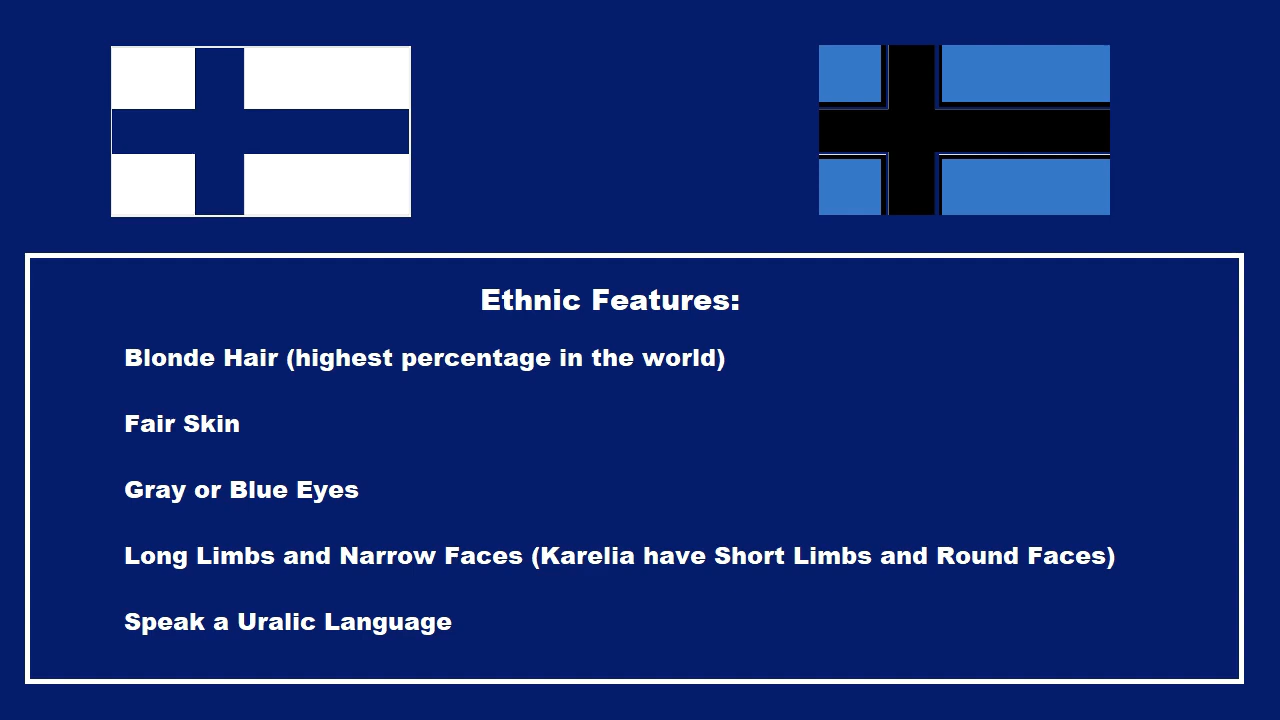 Ethnic Features:
Blonde Hair (highest percentage in the world)
Fair Skin
Gray or Blue Eyes
Long Limbs and Narrow Faces (Karelia have Short Limbs and Round Faces)
Speak a Uralic Language